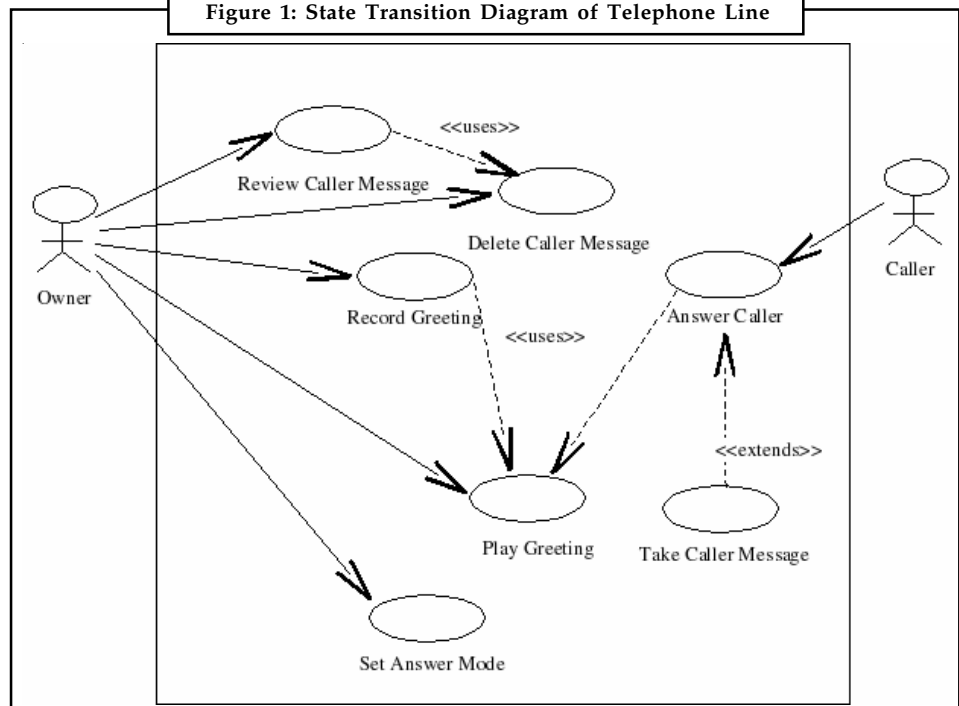 Figure 1: State Transition Diagram of Telephone Line
<<uses>>
Review Caller Message
Delete Caller Message
Owner
Caller
Record Greeting
Answer Caller
<<uses>>
<<extends>>
Play Greeting
Take Caller Message
Set Answer Mode